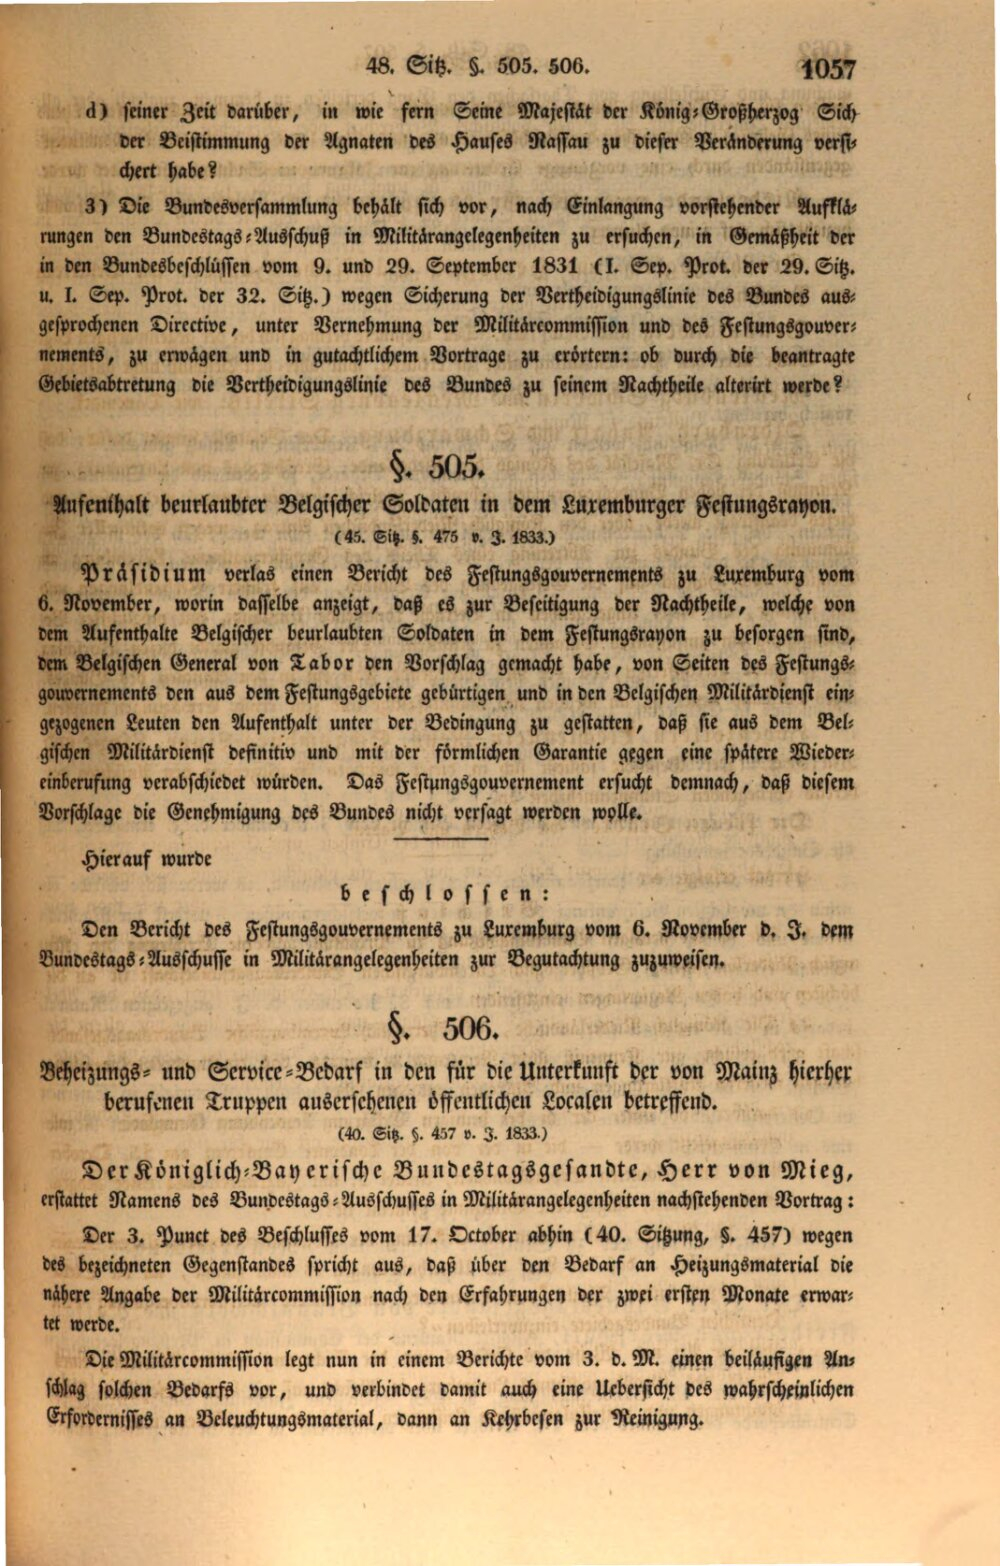 48. Sitz. §. 505. 506.
1057
d) seiner Zeit darüber, in wie fern Seine Majestät der König-Großherzog Sich
der Beistimmung der Agnaten des Hauses Nassau zu dieser Veränderung versi-
chert habe?
3) Die Bundesversammlung behält sich vor, nach Einlangung vorstehender Aufklä-
rungen den Bundestags-Ausschuß in Militärangelegenheiten zu ersuchen, in Gemäßheit der
in den Bundesbeschlüssen vom 9. und 29. September 1831 (I. Sep. Prot. der 29. Sitz.
u. I. Sep. Prot. der 32. Sitz.) wegen Sicherung der Vertheidigungslinie des Bundes aus-
gesprochenen Directive, unter Vernehmung der Militärcommission und des Festungsgouver-
nements, zu erwägen und in gutachtlichem Vortrage zu erörtern: ob durch die beantragte
Gebietsabtretung die Vertheidigungslinie des Bundes zu seinem Nachtheile alterirt werde?
§. 505.
Aufenthalt beurlaubter Belgischer Soldaten in dem Luxemburger Festungsrayon.
(45. Sitz. §. 475 v. J. 1833.)
Präsidium verlas einen Bericht des Festungsgouvernements zu Luxemburg vom
6. November, worin dasselbe anzeigt, daß es zur Beseitigung der Nachtheile, welche von
dem Aufenthalte Belgischer beurlaubten Soldaten in dem Festungsrayon zu besorgen sind,
dem Belgischen General von Tabor den Vorschlag gemacht habe, von Seiten des Festungs-
gouvernements den aus dem Festungsgebiete gebürtigen und in den Belgischen Militärdienst ein-
gezogenen Leuten den Aufenthalt unter der Bedingung zu gestatten, daß sie aus dem Bel-
gischen Militärdienst definitiv und mit der förmlichen Garantie gegen eine spätere Wieder-
einberufung verabschiedet würden. Das Festungsgouvernement ersucht demnach, daß diesem
Vorschlage die Genehmigung des Bundes nicht versagt werden wolle.
Hierauf wurde
beschlossen:
Den Bericht des Festungsgouvernements zu Luxemburg vom 6. November d. J. dem
Bundestags-Ausschusse in Militärangelegenheiten zur Begutachtung zuzuweisen.
§. 506.
Beheizungs- und Service-Bedarf in den für die Unterkunft der von Mainz hierher
berufenen Truppen ausersehenen öffentlichen Localen betreffend.
(40. Sitz. §. 457 v. J. 1833.)
Der Königlich-Bayerische Bundestagsgesandte, Herr von Mieg,
erstattet Namens des Bundestags-Ausschusses in Militärangelegenheiten nachstehenden Vortrag:
Der 3. Punct des Beschlusses vom 17. October abhin (40. Sitzung, §. 457) wegen
des bezeichneten Gegenstandes spricht aus, daß über den Bedarf an Heizungsmaterial die
nähere Angabe der Militärcommission nach den Erfahrungen der zwei ersten Monate erwar-
tet werde.
Die Militärcommission legt nun in einem Berichte vom 3. d. M. einen beiläufigen An-
schlag solchen Bedarfs vor, und verbindet damit auch eine Uebersicht des wahrscheinlichen
Erfordernisses an Beleuchtungsmaterial, dann an Kehrbesen zur Reinigung.